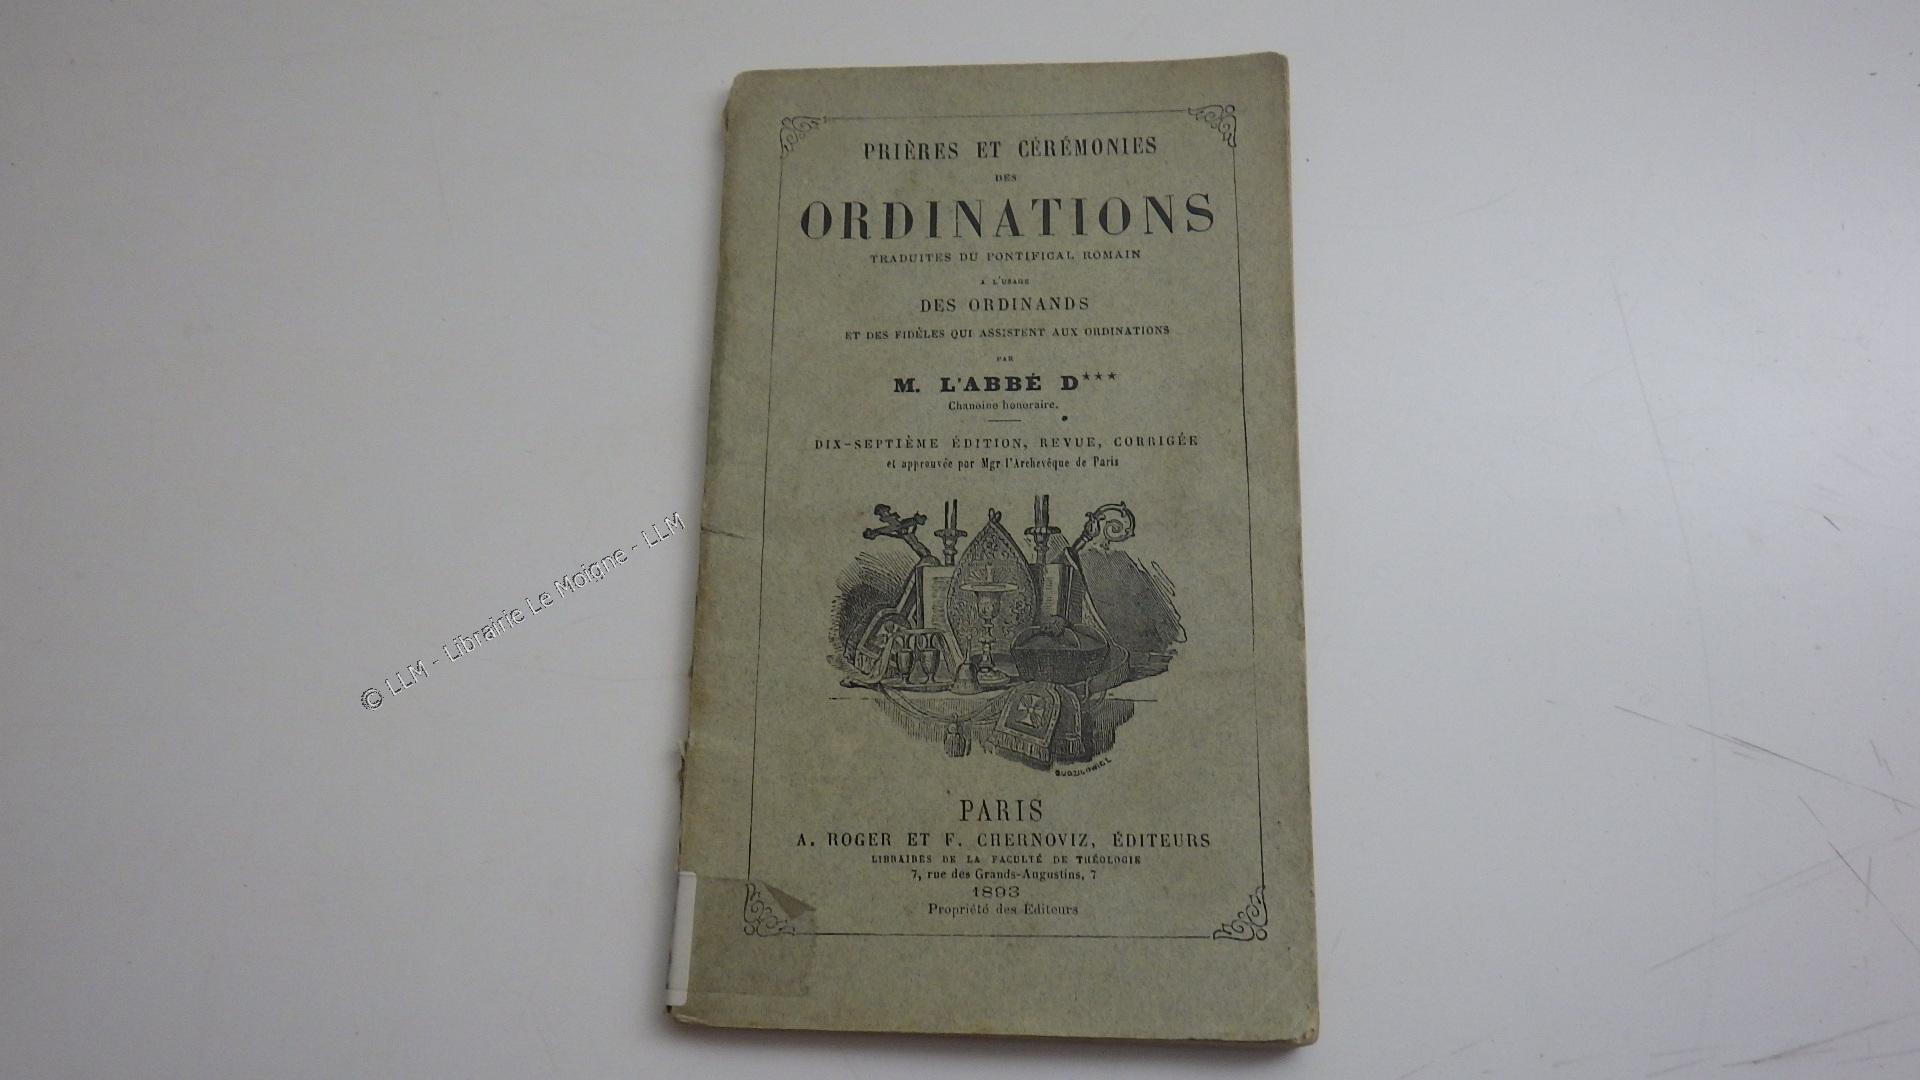 PRIÈRES ET CÉRÉMONIES
DES
ORDINATIONS
TRADUITES DU PONTIFICAL ROMAIN
A L'USAGE
DES ORDINANDS
ET DES FIDÈLES QUI ASSISTENT AUX ORDINATIONS
PAR
M. L'ABBÉ D***
Chanoine honoraire.
DIX-SEPTIÈME ÉDITION, REVUE, CORRIGÉE
et approuvée par Mgr l'Archevêque de Paris
PARIS
A. ROGER ET F. CHERNOVIZ, ÉDITEURS
LIBRAIRES DE LA FACULTÉ DE THÉOLOGIE
7, rue des Grands-Augustins, 7
1893
Propriété des Éditeurs
© LLM - Librairie Le Moigne - LLM